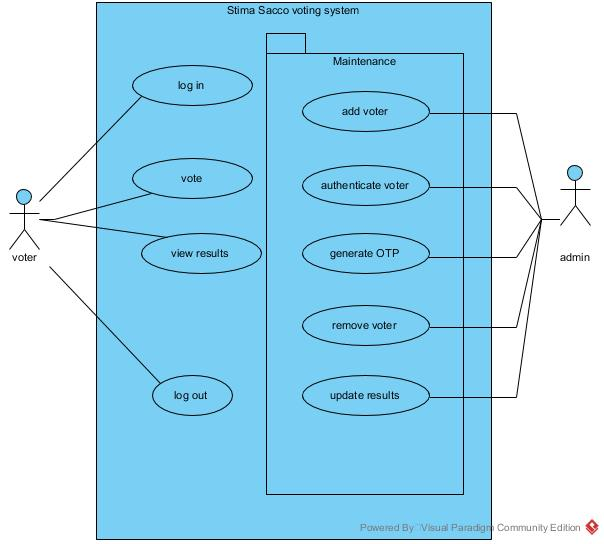 Stima Sacco voting system
Maintenance
log in
add voter
vote
authenticate voter
voter
view results
generate OTP
admin
remove voter
log out
update results
Powered By Visual Paradigm Community Edition